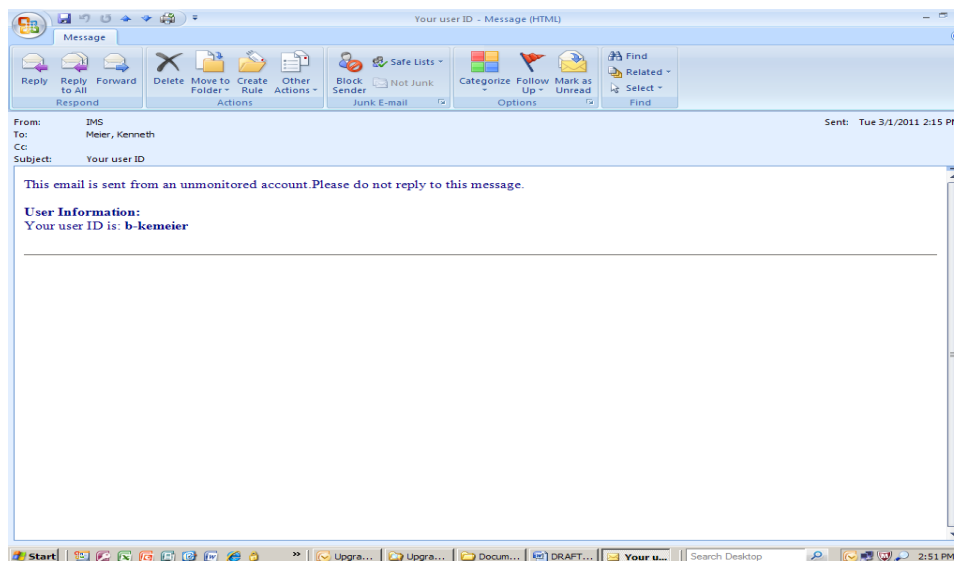 Your user ID - Message (HTML)
Message
Reply Reply to All Forward Delete Move to Folder Create Rule Other Actions Block Sender Safe Lists Not Junk Categorize Follow Up Mark as Unread Find Related Select
Respond Actions Junk E-mail Options Find
From: IMS Sent: Tue 3/1/2011 2:15 PM
To: Meier, Kenneth
Cc:
Subject: Your user ID
This email is sent from an unmonitored account.Please do not reply to this message.
User Information:
Your user ID is: b-kemeier
Start Upgra... Upgra... Docum... DRAFT... Your u... Search Desktop 2:51 PM